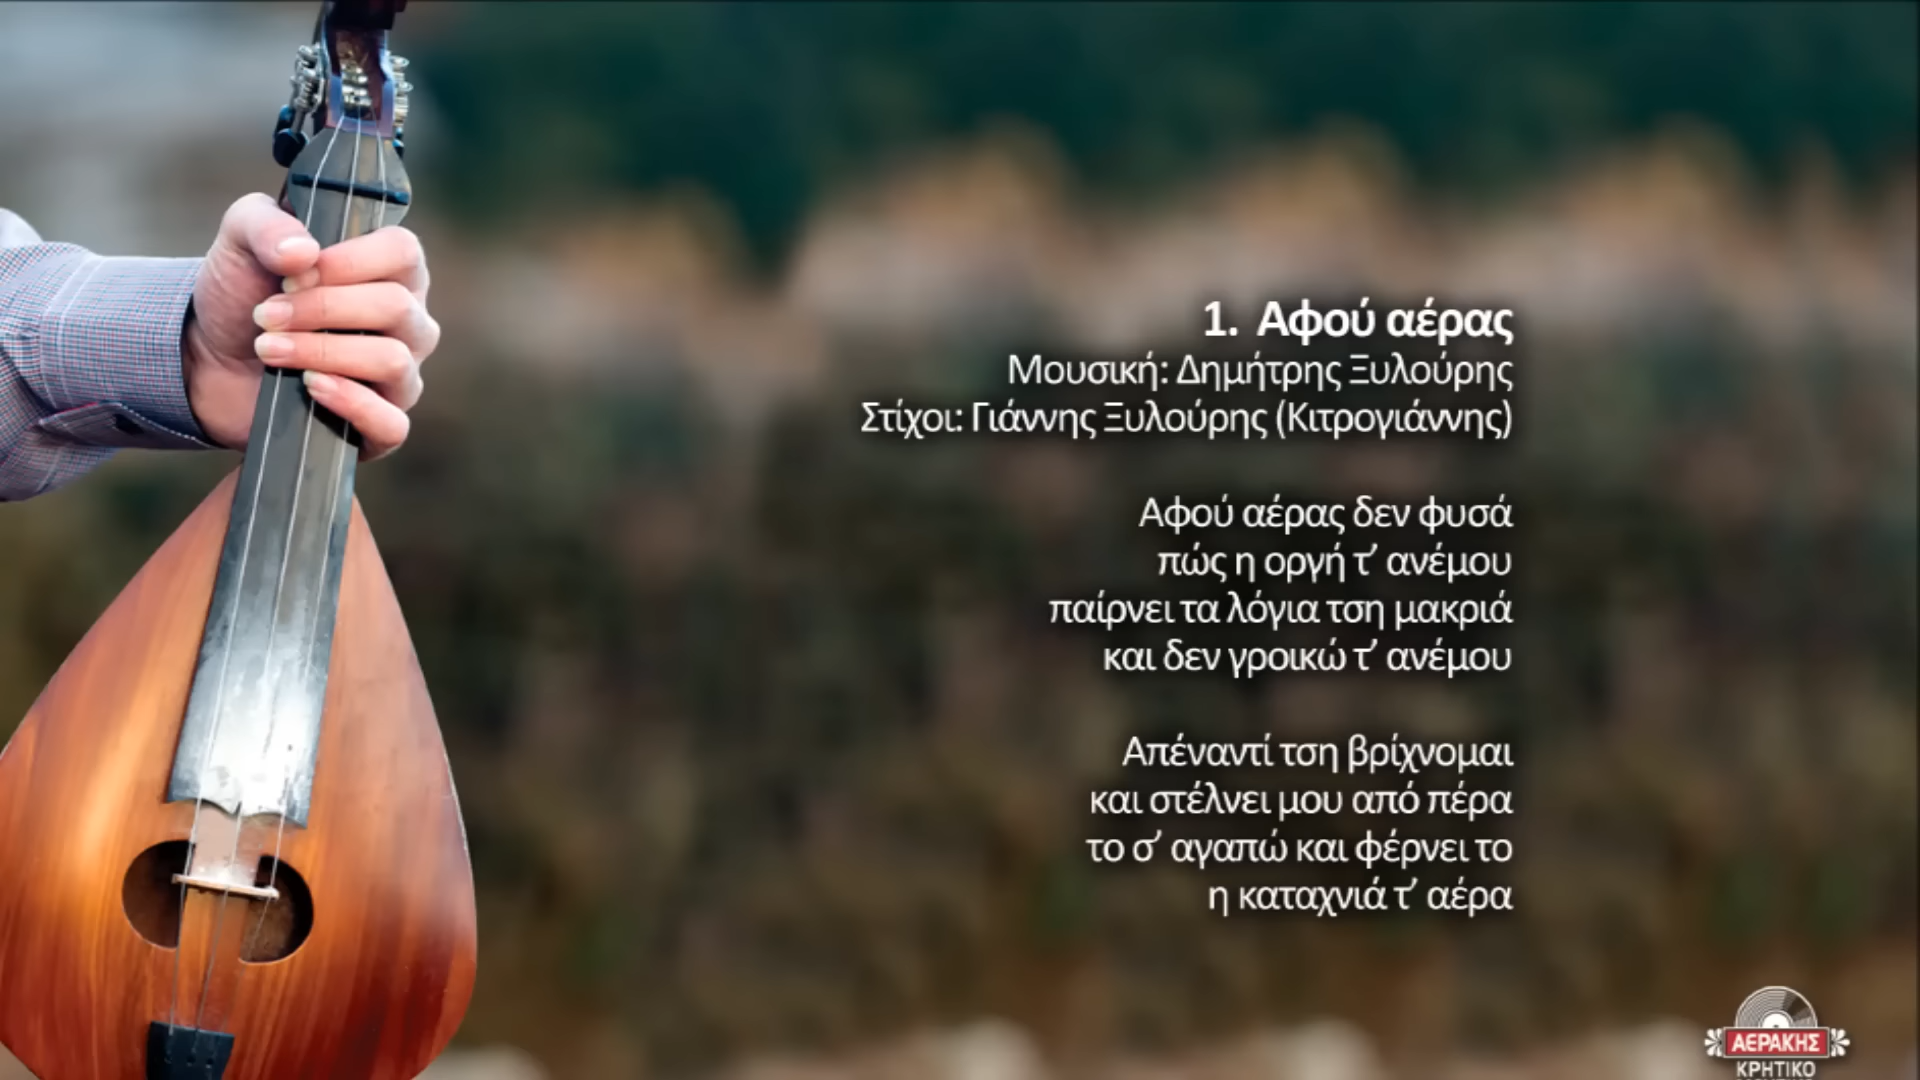 1. Αφού αέρας
Μουσική: Δημήτρης Ξυλούρης
Στίχοι: Γιάννης Ξυλούρης (Κιτρογιάννης)
Αφού αέρας δεν φυσά
πώς η οργή τ’ ανέμου
παίρνει τα λόγια τση μακριά
και δεν γροικώ τ’ ανέμου
Απέναντί τση βρίχνομαι
και στέλνει μου από πέρα
το σ’ αγαπώ και φέρνει το
η καταχνιά τ’ αέρα
ΑΕΡΑΚΗΣ
ΚΡΗΤΙΚΟ